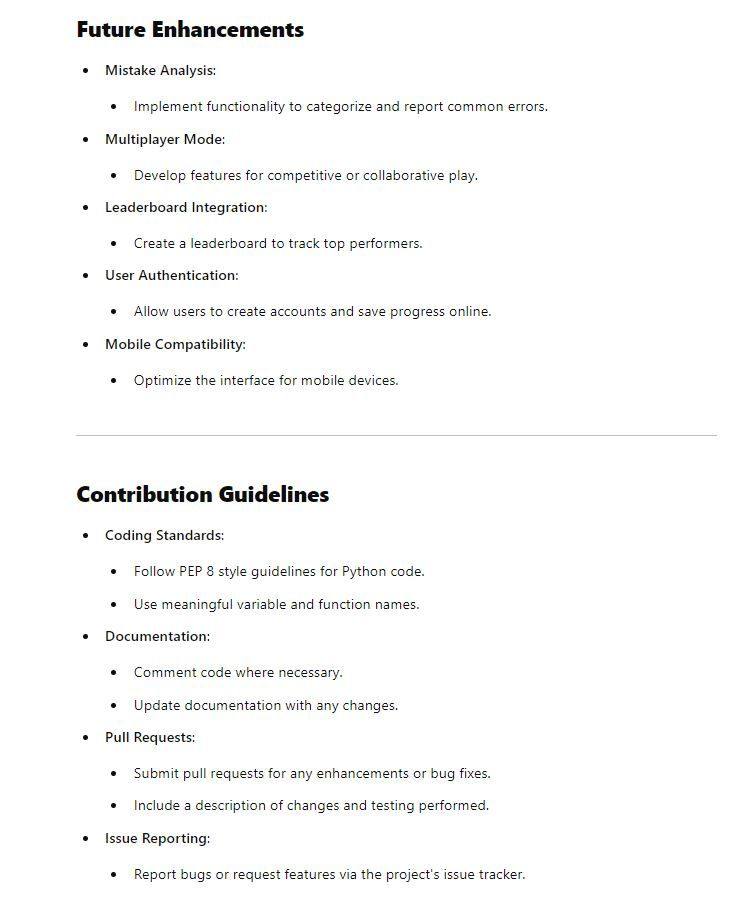 Future Enhancements
• Mistake Analysis:
• Implement functionality to categorize and report common errors.
• Multiplayer Mode:
• Develop features for competitive or collaborative play.
• Leaderboard Integration:
• Create a leaderboard to track top performers.
• User Authentication:
• Allow users to create accounts and save progress online.
• Mobile Compatibility:
• Optimize the interface for mobile devices.
Contribution Guidelines
• Coding Standards:
• Follow PEP 8 style guidelines for Python code.
• Use meaningful variable and function names.
• Documentation:
• Comment code where necessary.
• Update documentation with any changes.
• Pull Requests:
• Submit pull requests for any enhancements or bug fixes.
• Include a description of changes and testing performed.
• Issue Reporting:
• Report bugs or request features via the project's issue tracker.